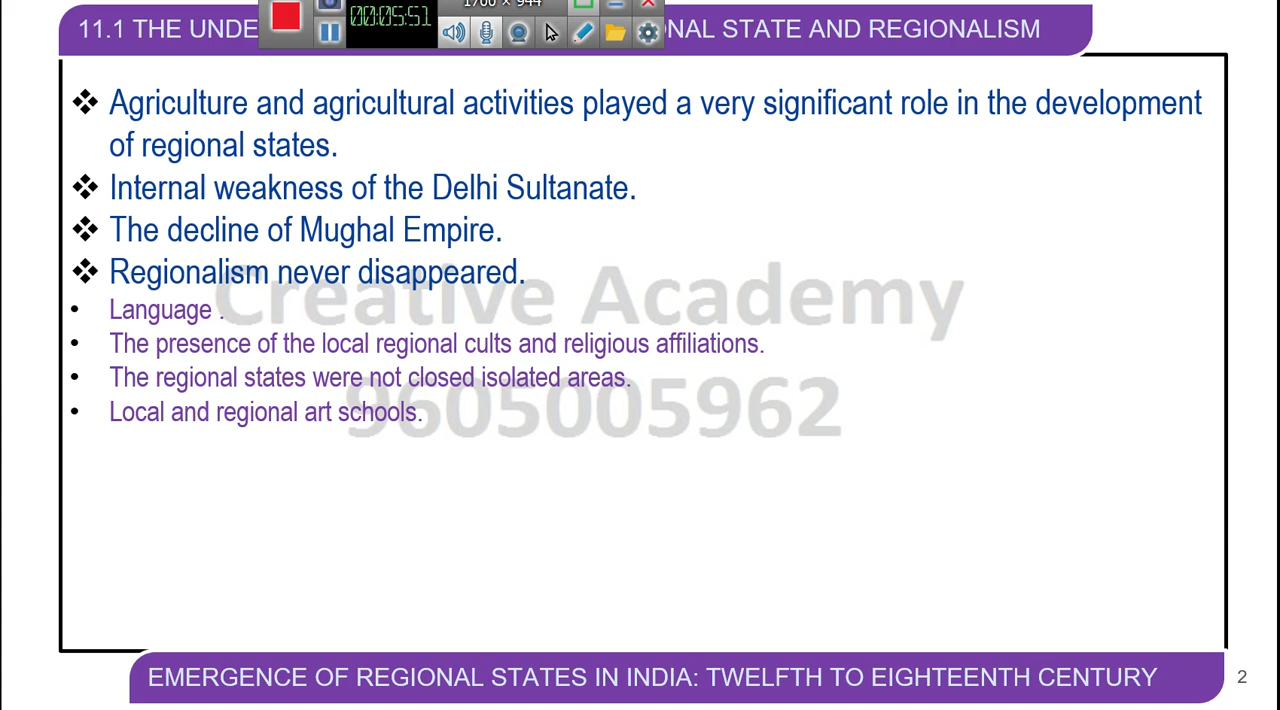 11.1 THE UNDE
00:05:51
1700 × 944
NAL STATE AND REGIONALISM
❖ Agriculture and agricultural activities played a very significant role in the development
of regional states.
❖ Internal weakness of the Delhi Sultanate.
❖ The decline of Mughal Empire.
❖ Regionalism never disappeared.
Creative Academy
• Language .
• The presence of the local regional cults and religious affiliations.
• The regional states were not closed isolated areas.
9605005962
• Local and regional art schools.
EMERGENCE OF REGIONAL STATES IN INDIA: TWELFTH TO EIGHTEENTH CENTURY
2